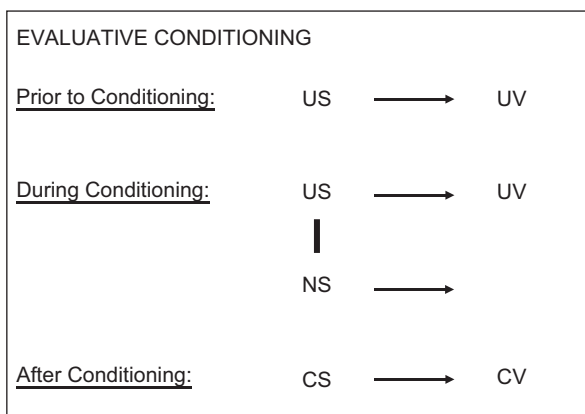 EVALUATIVE CONDITIONING
Prior to Conditioning: US UV
During Conditioning: US UV
NS
After Conditioning: CS CV